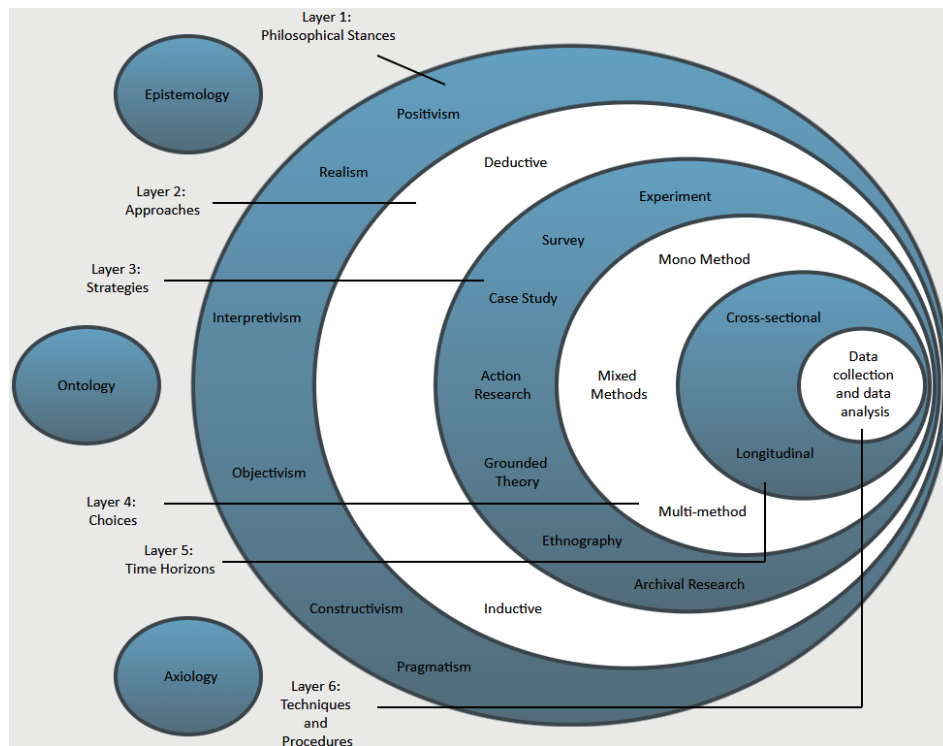 Layer 1:
Philosophical Stances
Epistemology
Positivism
Deductive
Realism
Layer 2:
Approaches
Experiment
Survey
Mono Method
Layer 3:
Strategies
Case Study
Interpretivism
Cross-sectional
Ontology
Action
Research
Mixed
Methods
Data
collection
and data
analysis
Longitudinal
Objectivism
Grounded
Theory
Layer 4:
Choices
Multi-method
Ethnography
Layer 5:
Time Horizons
Archival Research
Constructivism
Inductive
Pragmatism
Axiology
Layer 6:
Techniques
and
Procedures